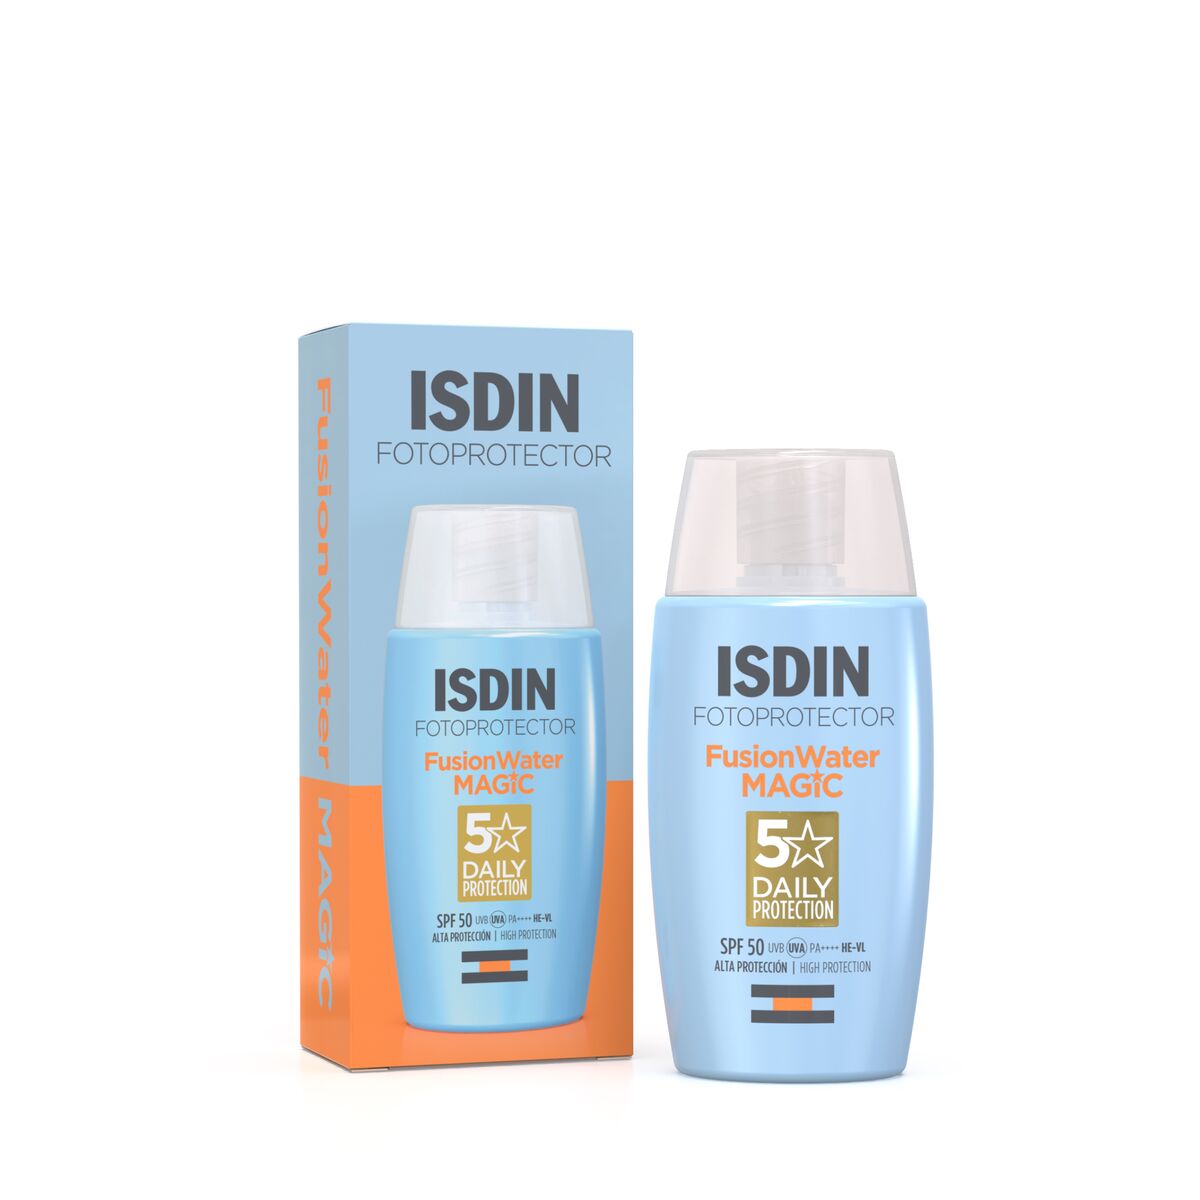 FusionWater MAGiC
ISDIN
FOTOPROTECTOR
ISDIN
FOTOPROTECTOR
FusionWater
MAGiC
5☆
DAILY
PROTECTION
SPF 50 UVB UVA PA++++ HE-VL
ALTA PROTECCIÓN | HIGH PROTECTION
ISDIN
FOTOPROTECTOR
FusionWater
MAGiC
5☆
DAILY
PROTECTION
SPF 50 UVB UVA PA++++ HE-VL
ALTA PROTECCIÓN | HIGH PROTECTION